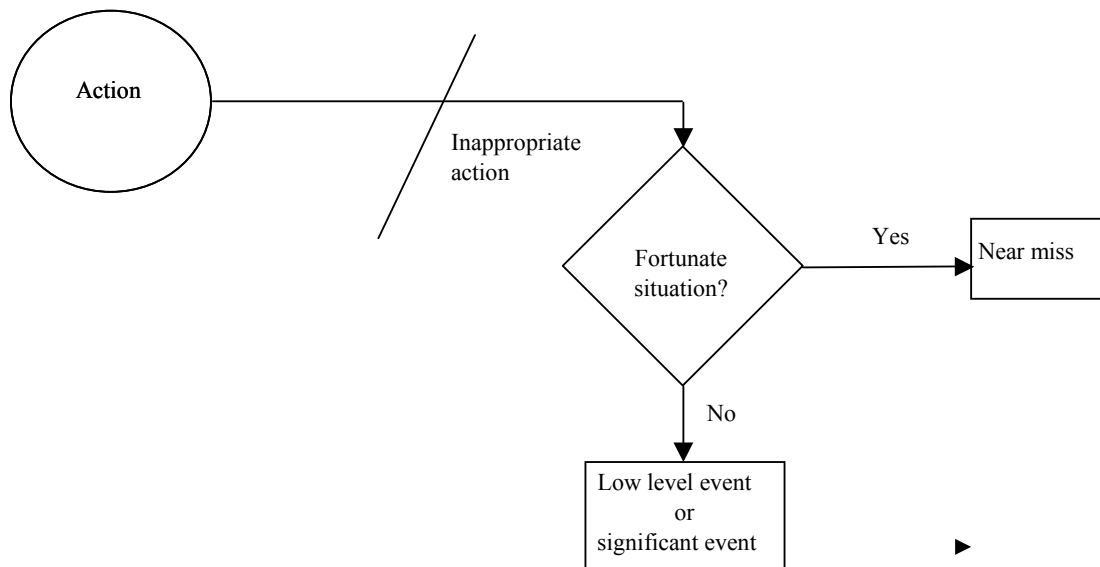 Action
Inappropriate
action
Fortunate
situation?
Yes
Near miss
No
Low level event
or
significant event